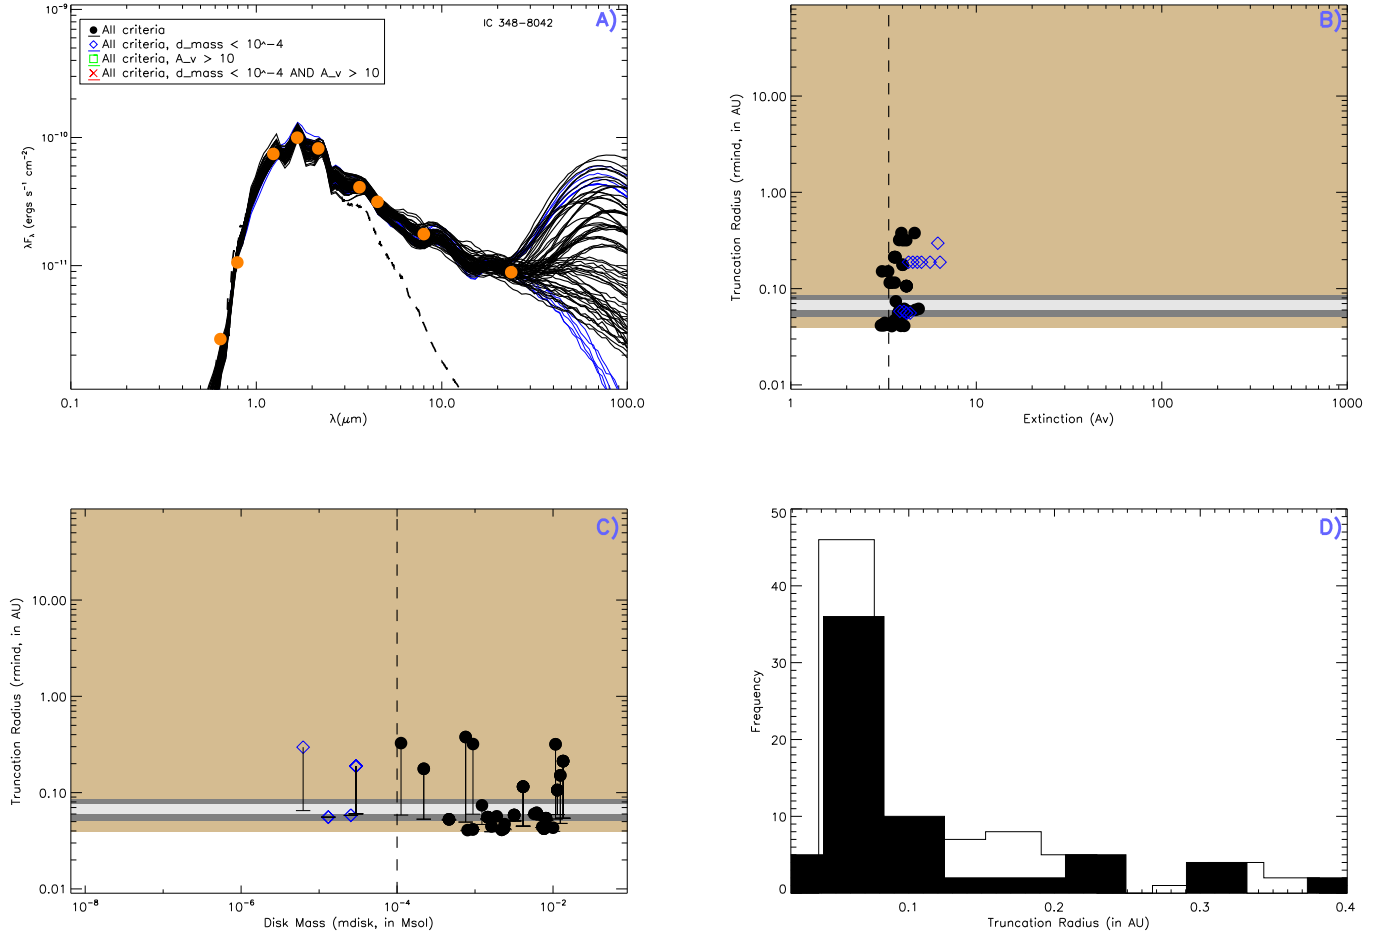 A)
IC 348-8042
All criteria
All criteria, d_mass < 10^-4
All criteria, A_v > 10
All criteria, d_mass < 10^-4 AND A_v > 10
10⁻⁹
10⁻¹⁰
10⁻¹¹
λFλ (ergs s⁻¹ cm⁻²)
0.1
1.0
10.0
100.0
λ(μm)
B)
10.00
1.00
0.10
0.01
Truncation Radius (rmind, in AU)
1
10
100
1000
Extinction (Av)
C)
10.00
1.00
0.10
0.01
Truncation Radius (rmind, in AU)
10⁻⁸
10⁻⁶
10⁻⁴
10⁻²
Disk Mass (mdisk, in Msol)
D)
50
40
30
20
10
0
Frequency
0.1
0.2
0.3
0.4
Truncation Radius (in AU)